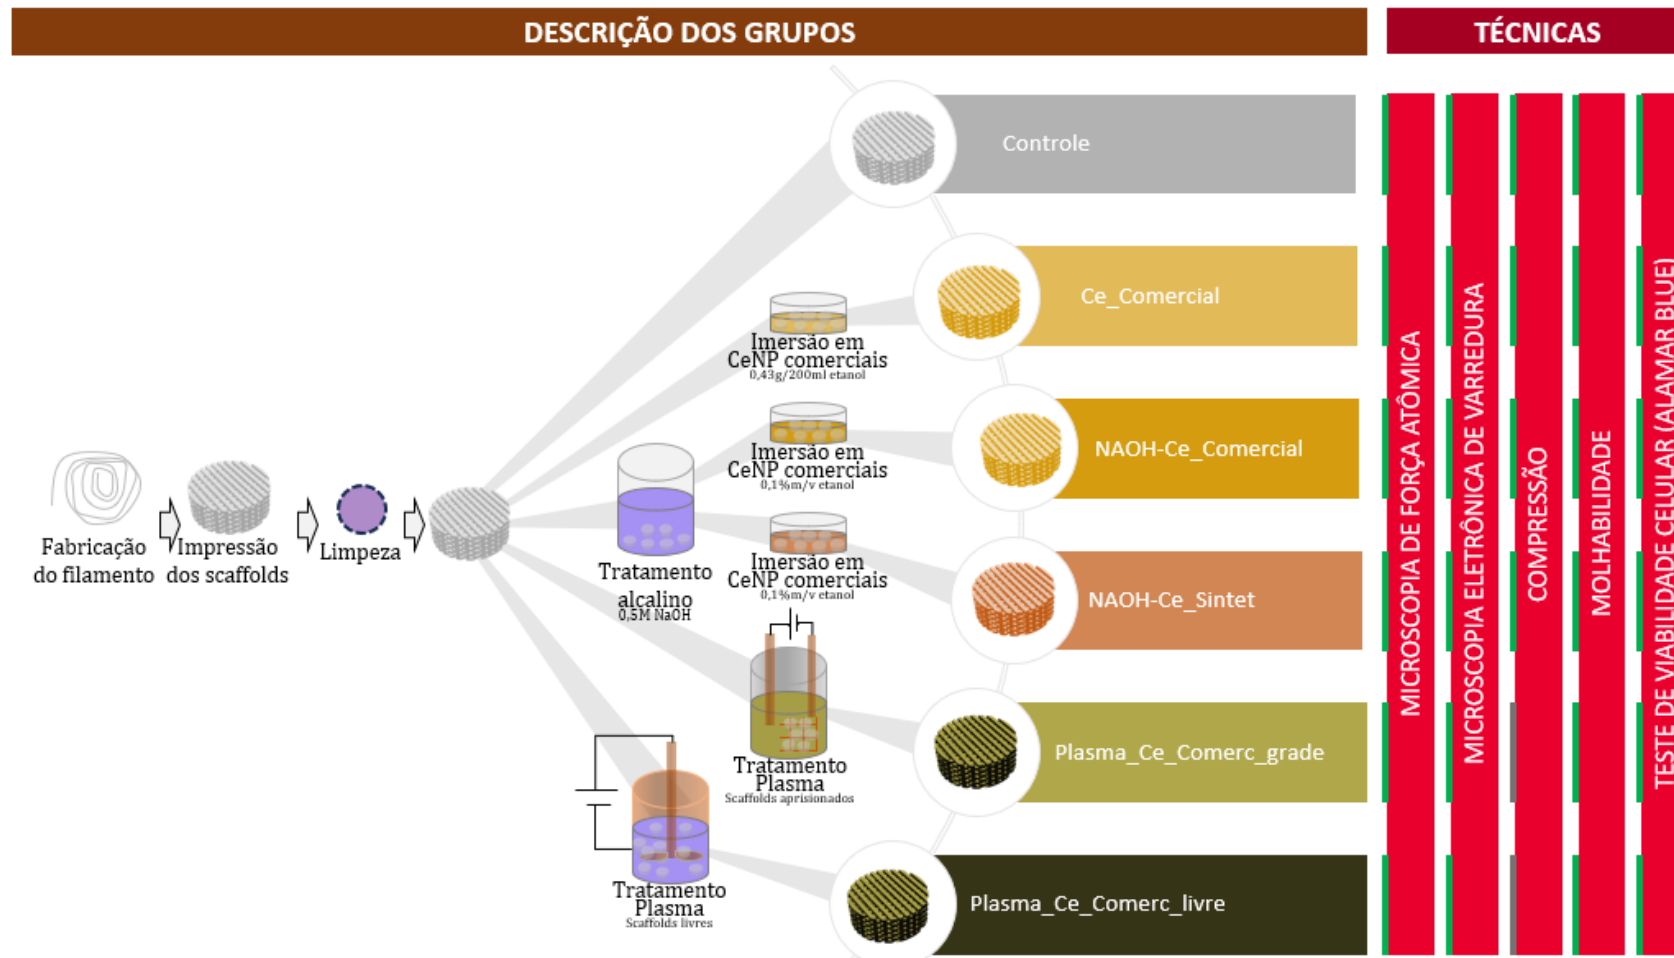 DESCRIÇÃO DOS GRUPOS
TÉCNICAS
Controle
Ce_Comercial
Imersão em
CeNP comerciais
0,43g/200ml etanol
NAOH-Ce_Comercial
Imersão em
CeNP comerciais
0,1%m/v etanol
Fabricação
do filamento
Impressão
dos scaffolds
Limpeza
Tratamento
alcalino
0,5M NaOH
Imersão em
CeNP comerciais
0,1%m/v etanol
NAOH-Ce_Sintet
Tratamento
Plasma
Scaffolds aprisionados
Plasma_Ce_Comerc_grade
Tratamento
Plasma
Scaffolds livres
Plasma_Ce_Comerc_livre
MICROSCOPIA DE FORÇA ATÔMICA
MICROSCOPIA ELETRÔNICA DE VARREDURA
COMPRESSÃO
MOLHABILIDADE
TESTE DE VIABILIDADE CELULAR (ALAMAR BLUE)